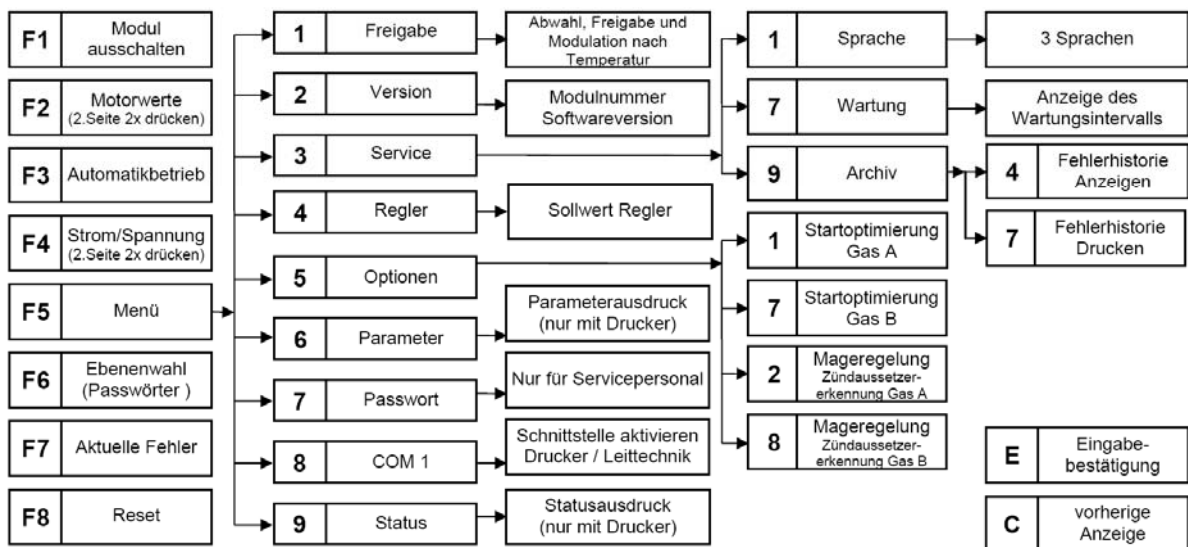 F1
Modul
ausschalten
F2
Motorwerte
(2.Seite 2x drücken)
F3
Automatikbetrieb
F4
Strom/Spannung
(2.Seite 2x drücken)
F5
Menü
F6
Ebenenwahl
(Passwörter )
F7
Aktuelle Fehler
F8
Reset
1
Freigabe
Abwahl, Freigabe und
Modulation nach
Temperatur
2
Version
Modulnummer
Softwareversion
3
Service
4
Regler
Sollwert Regler
5
Optionen
6
Parameter
Parameterausdruck
(nur mit Drucker)
7
Passwort
Nur für Servicepersonal
8
COM 1
Schnittstelle aktivieren
Drucker / Leittechnik
9
Status
Statusausdruck
(nur mit Drucker)
1
Sprache
3 Sprachen
7
Wartung
Anzeige des
Wartungsintervalls
9
Archiv
4
Fehlerhistorie
Anzeigen
7
Fehlerhistorie
Drucken
1
Startoptimierung
Gas A
7
Startoptimierung
Gas B
2
Mageregelung
Zündaussetzer-
erkennung Gas A
8
Mageregelung
Zündaussetzer-
erkennung Gas B
E
Eingabe-
bestätigung
C
vorherige
Anzeige